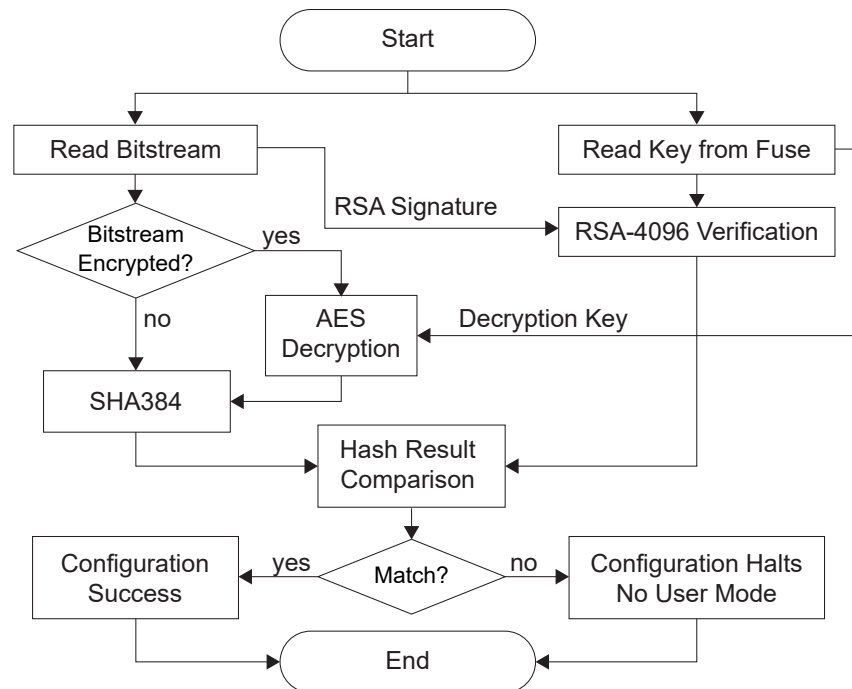 Start
Read Bitstream
Read Key from Fuse
RSA Signature
RSA-4096 Verification
Bitstream
Encrypted?
yes
no
AES
Decryption
Decryption Key
SHA384
Hash Result
Comparison
Configuration
Success
yes
Match?
no
Configuration Halts
No User Mode
End